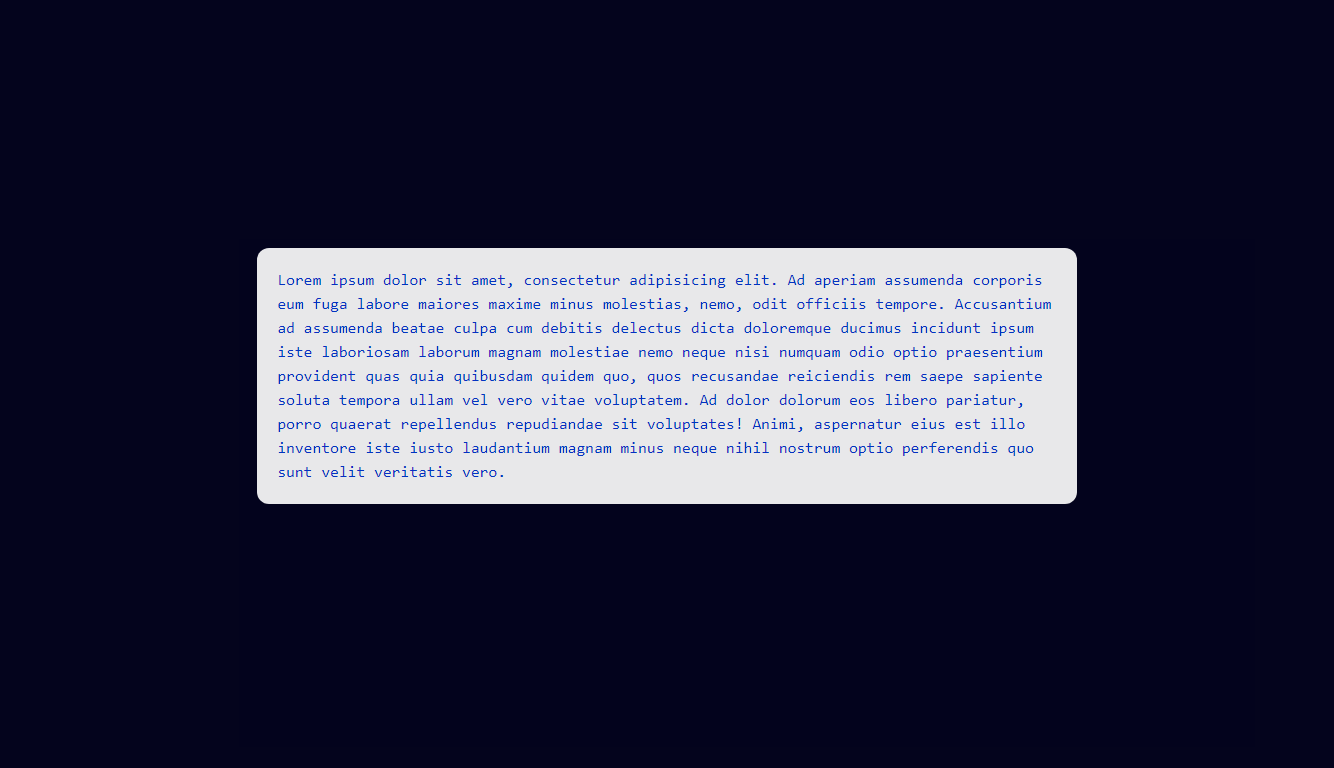 Lorem ipsum dolor sit amet, consectetur adipisicing elit. Ad aperiam assumenda corporis
eum fuga labore maiores maxime minus molestias, nemo, odit officiis tempore. Accusantium
ad assumenda beatae culpa cum debitis delectus dicta doloremque ducimus incidunt ipsum
iste laboriosam laborum magnam molestiae nemo neque nisi numquam odio optio praesentium
provident quas quia quibusdam quidem quo, quos recusandae reiciendis rem saepe sapiente
soluta tempora ullam vel vero vitae voluptatem. Ad dolor dolorum eos libero pariatur,
porro quaerat repellendus repudiandae sit voluptates! Animi, aspernatur eius est illo
inventore iste iusto laudantium magnam minus neque nihil nostrum optio perferendis quo
sunt velit veritatis vero.